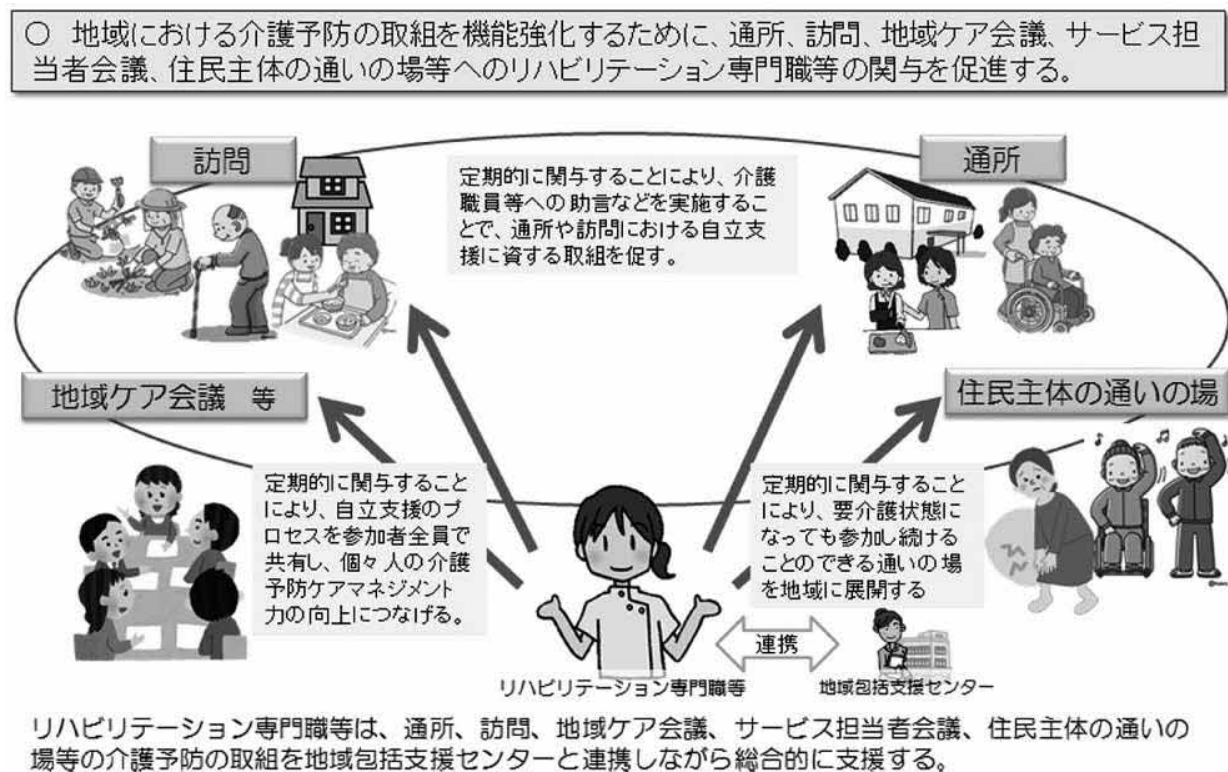 ○ 地域における介護予防の取組を機能強化するために、通所、訪問、地域ケア会議、サービス担
当者会議、住民主体の通いの場等へのリハビリテーション専門職等の関与を促進する。
訪問
定期的に関与することにより、介護
職員等への助言などを実施するこ
とで、通所や訪問における自立支
援に資する取組を促す。
通所
地域ケア会議 等
住民主体の通いの場
定期的に関与すること
により、自立支援のプ
ロセスを参加者全員で
共有し、個々人の介護
予防ケアマネジメント
力の向上につなげる。
定期的に関与すること
により、要介護状態に
なっても参加し続ける
ことのできる通いの場
を地域に展開する
連携
リハビリテーション専門職等
地域包括支援センター
リハビリテーション専門職等は、通所、訪問、地域ケア会議、サービス担当者会議、住民主体の通いの
場等の介護予防の取組を地域包括支援センターと連携しながら総合的に支援する。